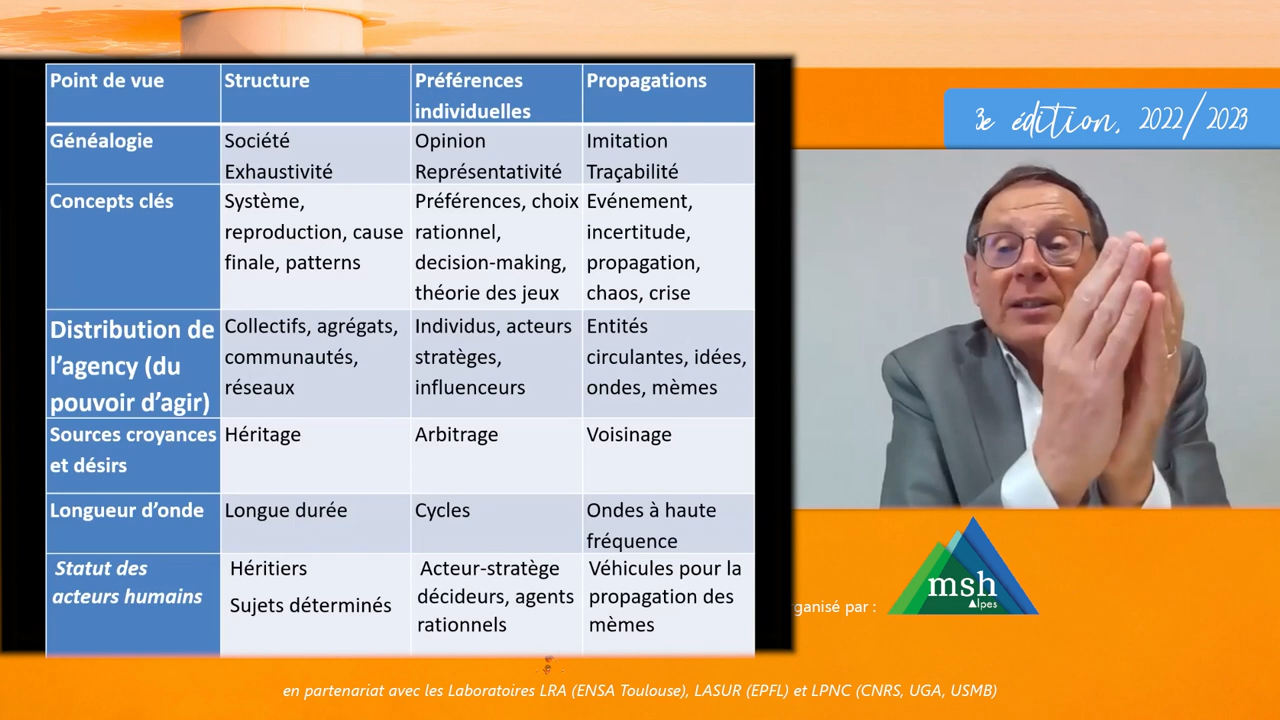 Point de vue
Structure
Préférences
individuelles
Propagations
Généalogie
Société
Exhaustivité
Opinion
Représentativité
Imitation
Traçabilité
Concepts clés
Système,
reproduction, cause
finale, patterns
Préférences, choix
rationnel,
decision-making,
théorie des jeux
Evénement,
incertitude,
propagation,
chaos, crise
Distribution de
l'agency (du
pouvoir d'agir)
Collectifs, agrégats,
communautés,
réseaux
Individus, acteurs
stratèges,
influenceurs
Entités
circulantes, idées,
ondes, mèmes
Sources croyances
et désirs
Héritage
Arbitrage
Voisinage
Longueur d'onde
Longue durée
Cycles
Ondes à haute
fréquence
Statut des
acteurs humains
Héritiers
Sujets déterminés
Acteur-stratège
décideurs, agents
rationnels
Véhicules pour la
propagation des
mèmes
3e édition, 2022/2023
rganisé par :
msh
Alpes
en partenariat avec les Laboratoires LRA (ENSA Toulouse), LASUR (EPFL) et LPNC (CNRS, UGA, USMB)